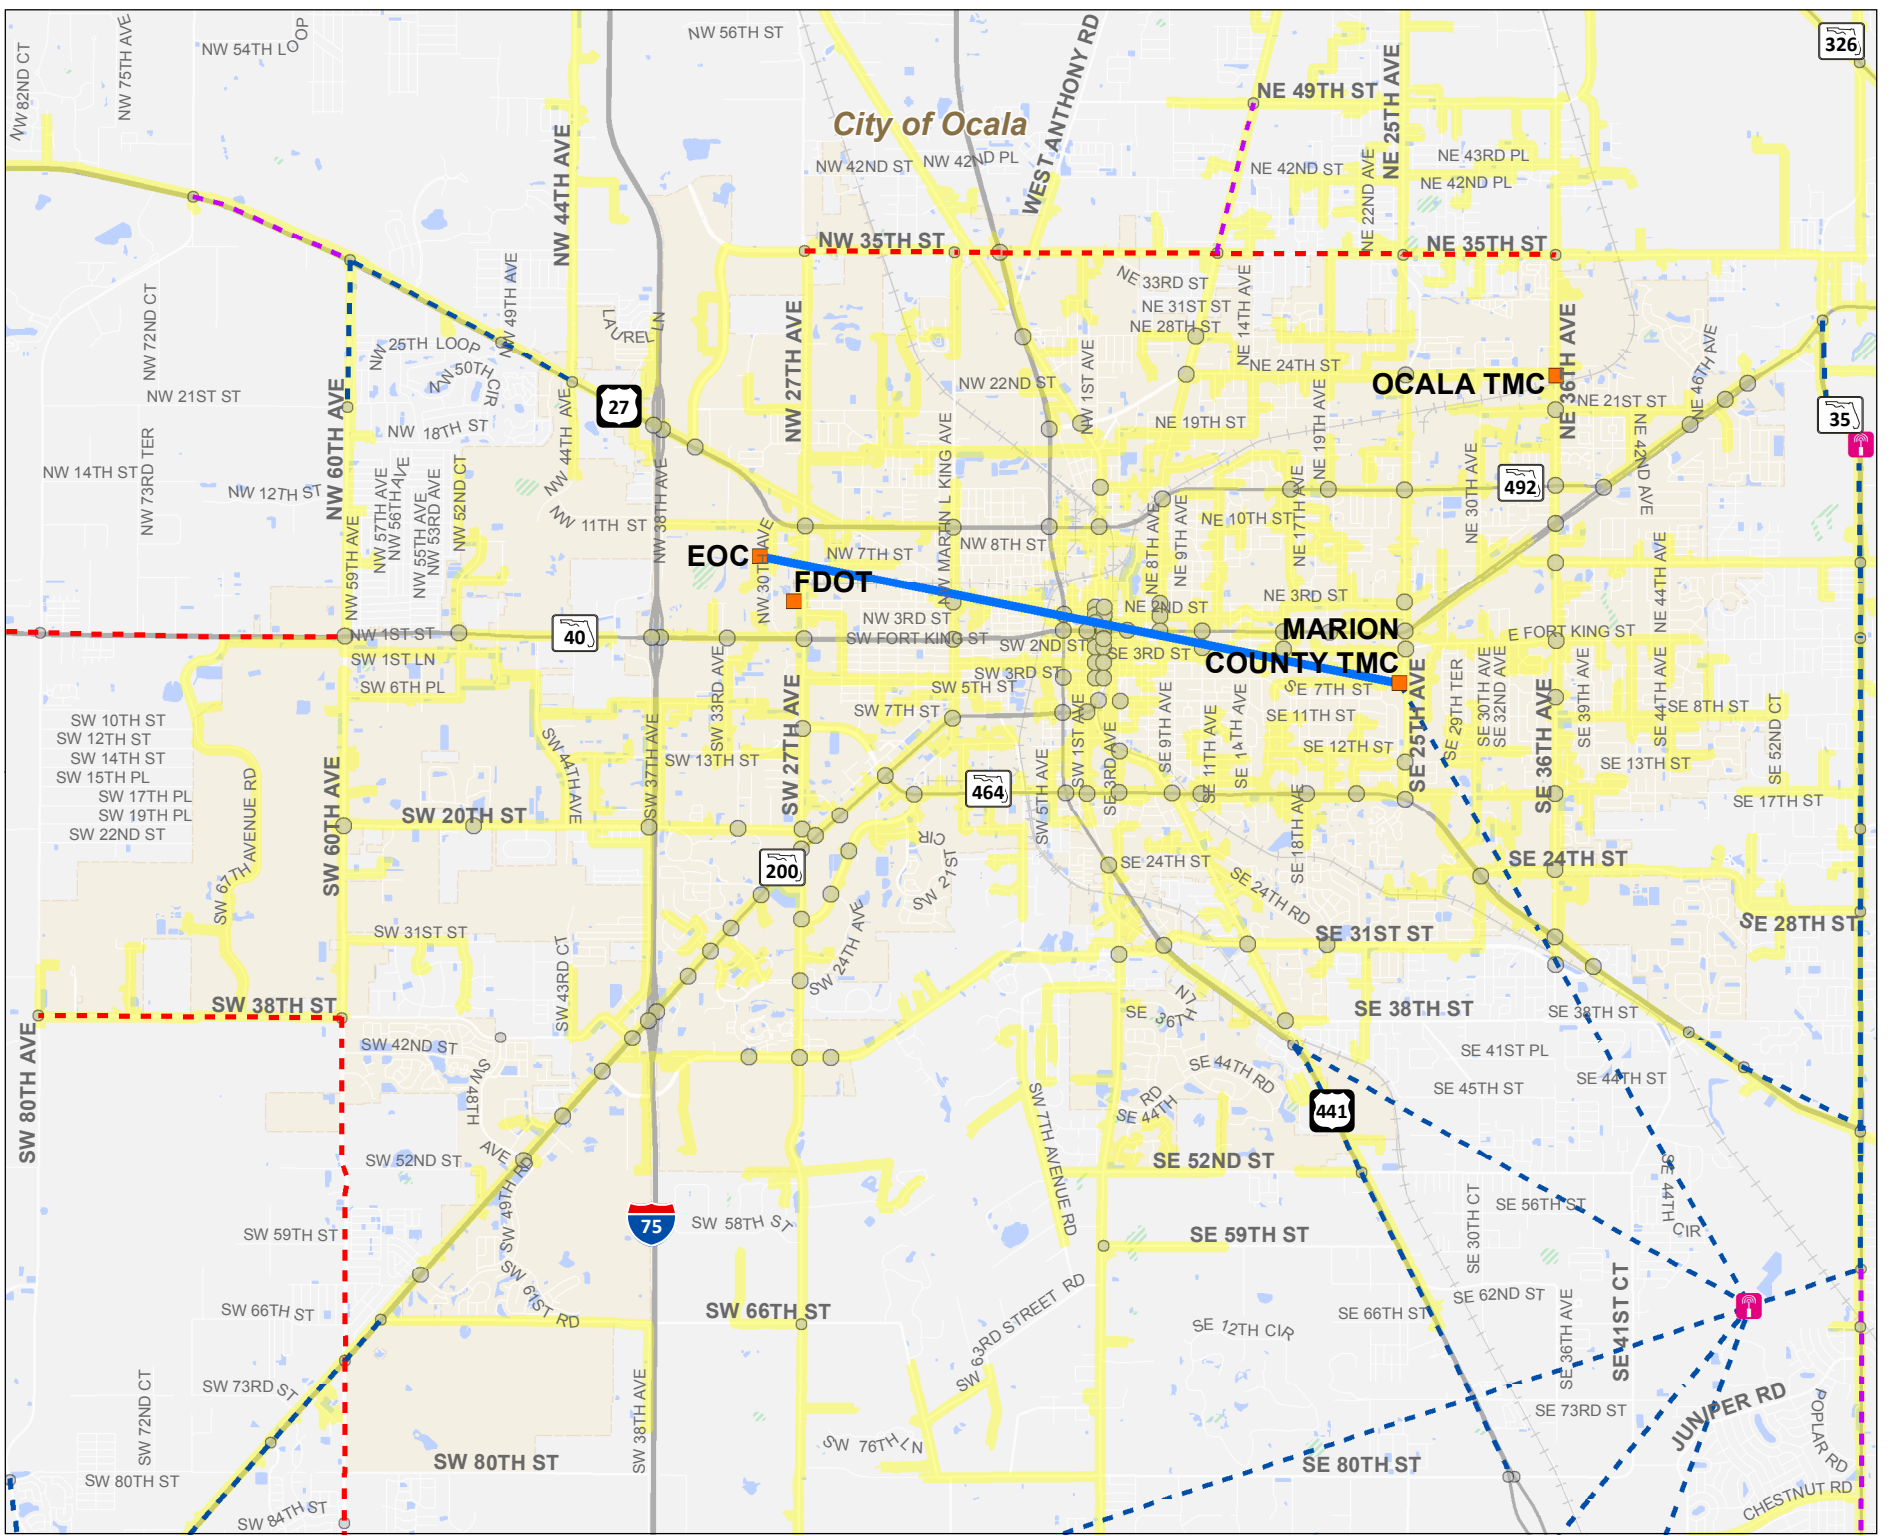 NW 82ND CT
NW 75TH AVE
NW 54TH LOOP
NW 56TH ST
WEST ANTHONY RD
326
NE 49TH ST
NE 25TH AVE
City of Ocala
NW 44TH AVE
NW 42ND ST
NW 42ND PL
NE 42ND ST
NE 22ND AVE
NE 43RD PL
NE 42ND PL
NW 35TH ST
NE 35TH ST
NE 33RD ST
NE 31ST ST
NE 28TH ST
NE 14TH AVE
NW 72ND CT
NW 49TH AVE
LAUREL LN
NW 27TH AVE
NW 25TH LOOP
NW 50TH CIR
NW 1ST AVE
NE 24TH ST
OCALA TMC
NE 36TH AVE
NE 46TH AVE
NW 21ST ST
NW 60TH AVE
27
NW 22ND ST
NE 19TH ST
NE 19TH AVE
NE 21ST ST
35
NW 18TH ST
NW 44TH AVE
NW MARTIN L KING AVE
NE 42ND AVE
NW 14TH ST
NW 73RD TER
NW 12TH ST
NW 57TH AVE
NW 56TH AVE
NW 55TH AVE
NW 53RD AVE
NW 52ND CT
NW 38TH AVE
NE 30TH AVE
492
NE 17TH AVE
NW 11TH ST
NE 10TH ST
NE 8TH AVE
NE 9TH AVE
NW 59TH AVE
EOC
NW 30TH AVE
NW 7TH ST
NW 8TH ST
FDOT
NE 44TH AVE
NW 3RD ST
NE 2ND ST
NE 3RD ST
NW 1ST ST
40
SW FORT KING ST
SW 2ND ST
SE 3RD ST
MARION
COUNTY TMC
E FORT KING ST
SW 1ST LN
SW 6TH PL
SW 33RD AVE
SW 3RD ST
SW 5TH ST
SE 7TH ST
SE 25TH AVE
SE 29TH TER
SE 30TH AVE
SE 32ND AVE
SE 36TH AVE
SE 39TH AVE
SE 44TH AVE
SE 8TH ST
SE 52ND CT
SW 10TH ST
SW 12TH ST
SW 14TH ST
SW 15TH PL
SW 17TH PL
SW 19TH PL
SW 22ND ST
SW 67TH AVENUE RD
SW 60TH AVE
SW 44TH AVE
SW 37TH AVE
SW 27TH AVE
SW 7TH ST
SW 13TH ST
SW 5TH AVE
SW 1ST AVE
SE 3RD AVE
SE 9TH AVE
SE 11TH AVE
SE 14TH AVE
SE 11TH ST
SE 12TH ST
SE 13TH ST
SE 17TH ST
464
SW 20TH ST
200
SW 21ST CIR
SE 24TH ST
SE 18TH AVE
SE 24TH RD
SE 24TH ST
SE 28TH ST
SW 31ST ST
SW 43RD CT
SW 24TH AVE
SE 31ST ST
SW 38TH ST
SE 38TH ST
SE 38TH ST
SW 80TH AVE
SW 42ND ST
SW 48TH AVE
SE 44TH RD
SE 44TH RD
SE 41ST PL
SE 45TH ST
SE 44TH ST
441
SW 7TH AVENUE RD
SW 52ND ST
SW 49TH RD
SE 52ND ST
SE 44TH CIR
SW 59TH ST
75
SW 58TH ST
SE 59TH ST
SE 30TH CT
SE 56TH ST
SW 61ST RD
SW 66TH ST
SW 66TH ST
SW 63RD STREET RD
SE 12TH CIR
SE 66TH ST
SE 62ND ST
SE 36TH AVE
SE 41ST CT
SW 72ND CT
SW 73RD ST
SW 38TH AVE
SE 73RD ST
JUNIPER RD
POPLAR RD
SW 76TH LN
SW 80TH ST
SW 80TH ST
SE 80TH ST
CHESTNUT RD
SW 84TH ST